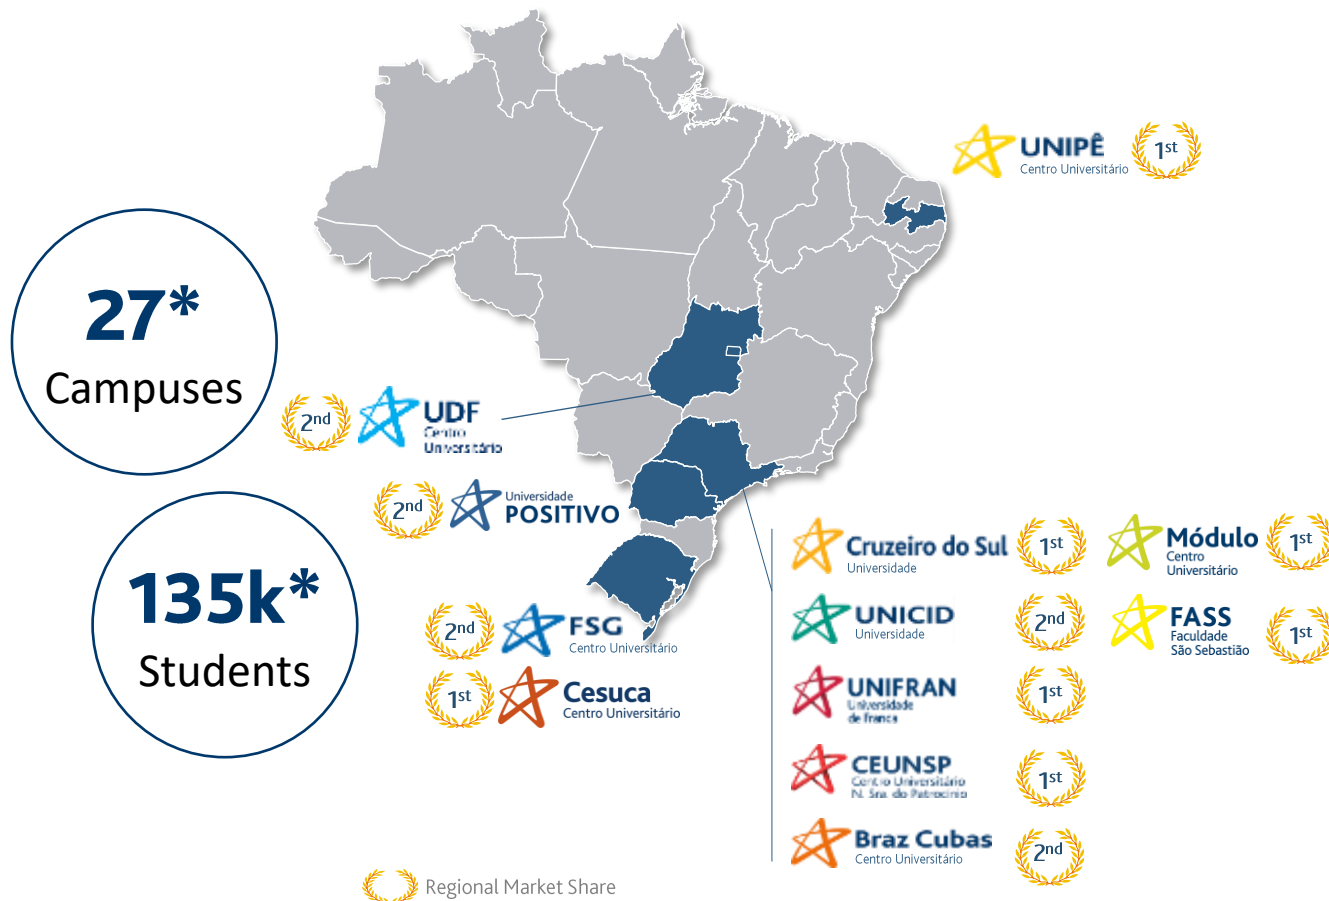 UNIPÊ
Centro Universitário
1st
27*
Campuses
2nd
UDF
Centro
Universitário
2nd
Universidade
POSITIVO
135k*
Students
2nd
FSG
Centro Universitário
1st
Cesuca
Centro Universitário
Cruzeiro do Sul
Universidade
1st
Módulo
Centro
Universitário
1st
UNICID
Universidade
2nd
FASS
Faculdade
São Sebastião
1st
UNIFRAN
Universidade
de Franca
1st
CEUNSP
Centro Universitário
N. Sra. do Patrocínio
1st
Braz Cubas
Centro Universitário
2nd
Regional Market Share